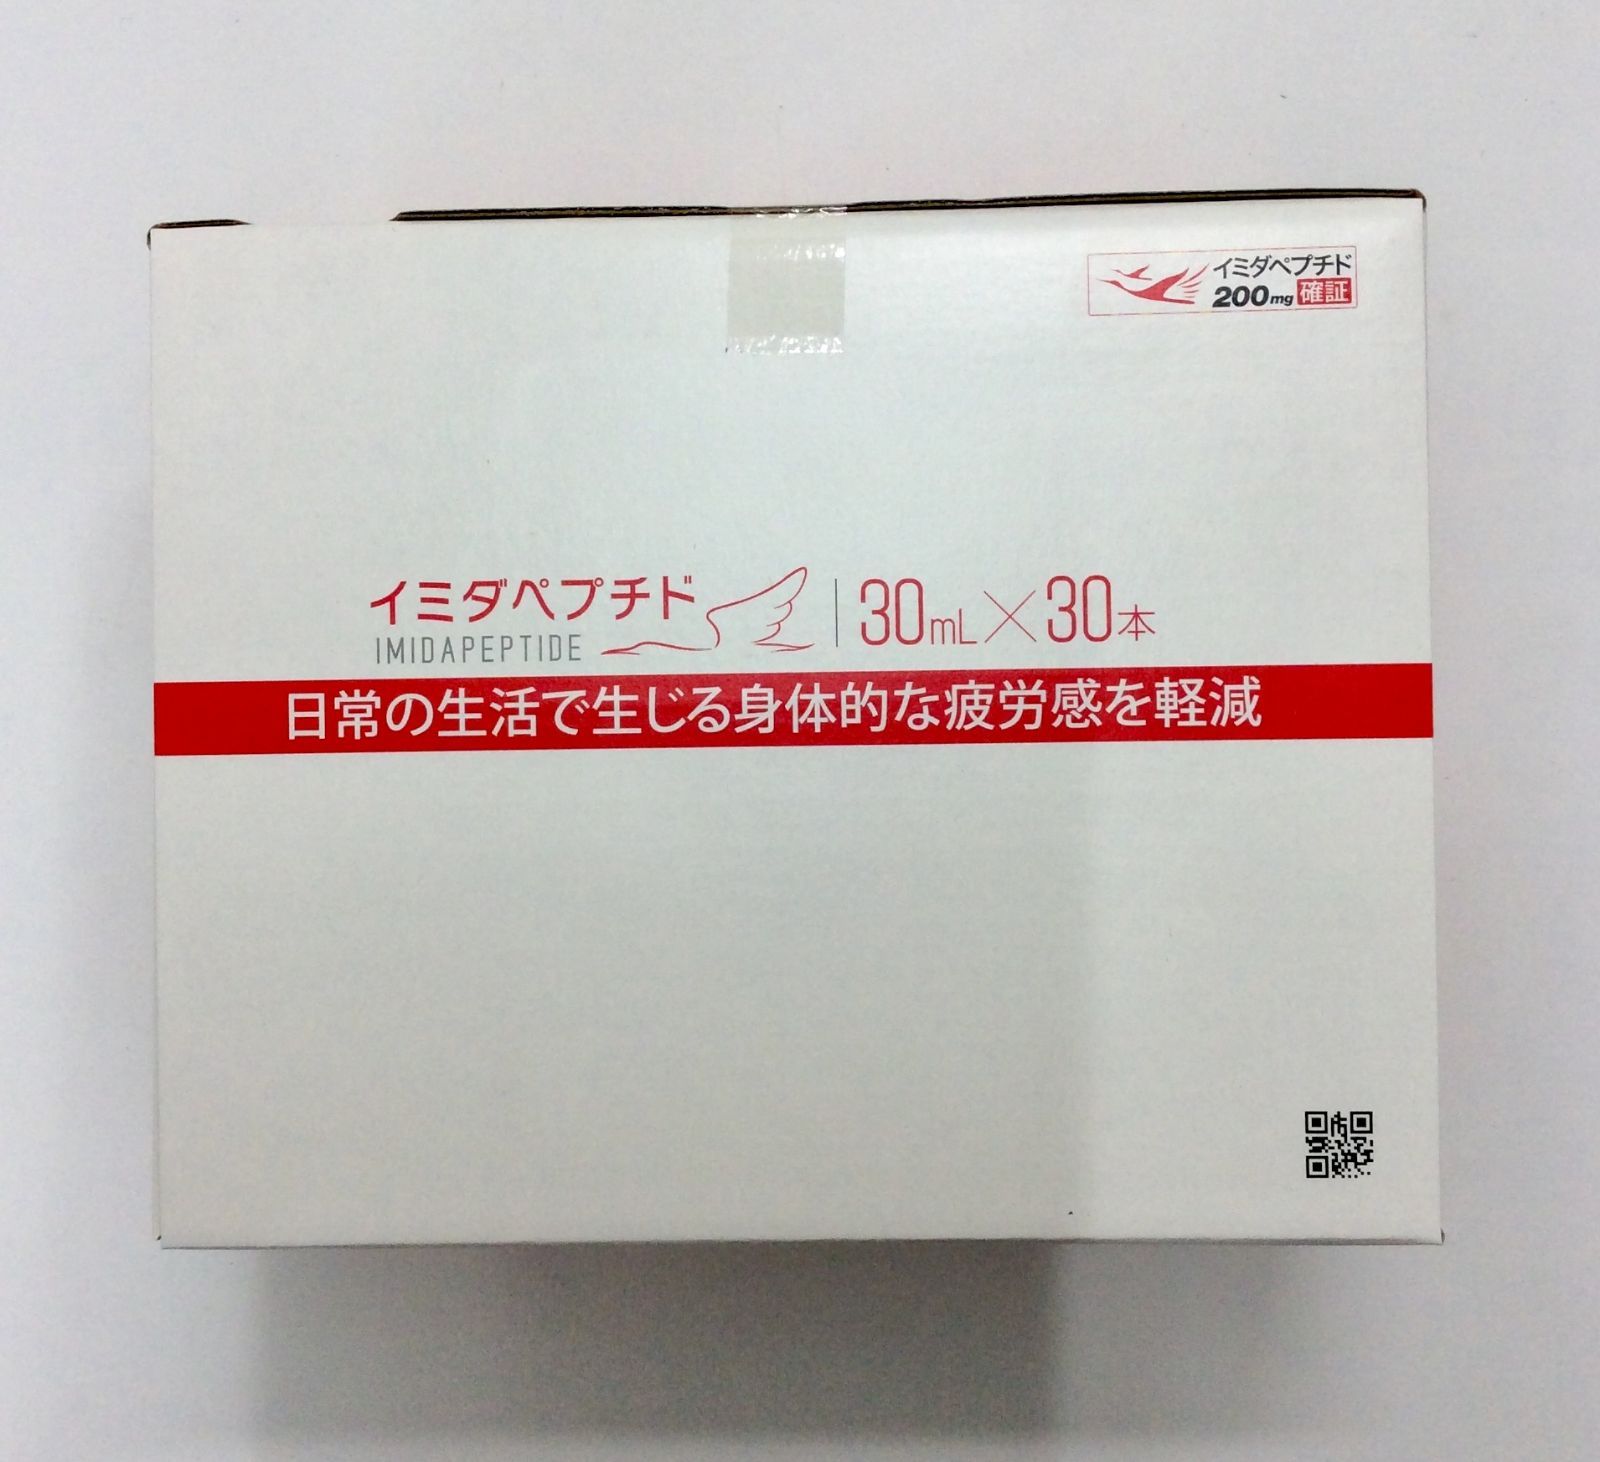 イミダペプチド
200mg 確証
イミダペプチド
IMIDAPEPTIDE
30mL×30本
日常の生活で生じる身体的な疲労感を軽減